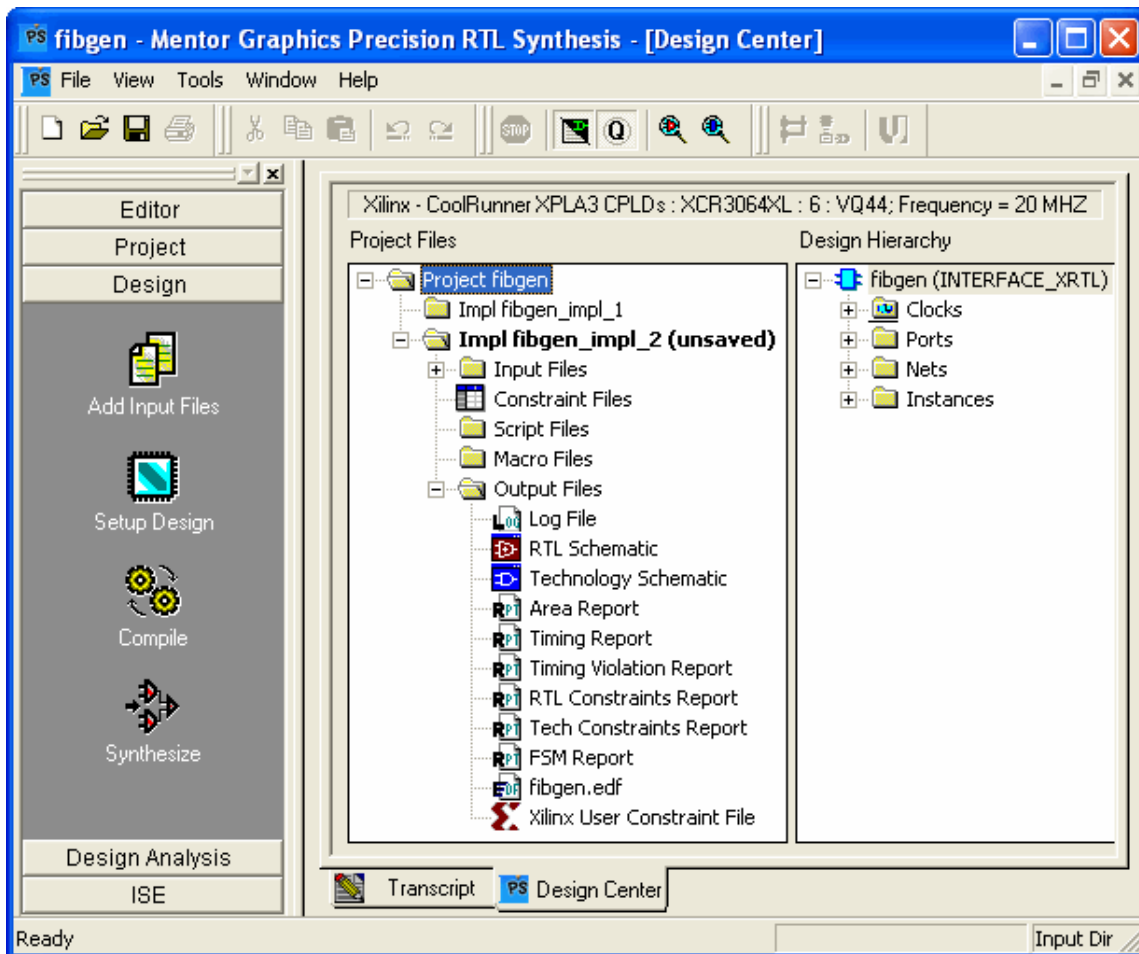 fibgen - Mentor Graphics Precision RTL Synthesis - [Design Center]
File View Tools Window Help
STOP
Q
Editor
Project
Design
Add Input Files
Setup Design
Compile
Synthesize
Design Analysis
ISE
Xilinx - CoolRunner XPLA3 CPLDs : XCR3064XL : 6 : VQ44; Frequency = 20 MHZ
Project Files
Project fibgen
Impl fibgen_impl_1
Impl fibgen_impl_2 (unsaved)
Input Files
Constraint Files
Script Files
Macro Files
Output Files
Log File
RTL Schematic
Technology Schematic
Area Report
Timing Report
Timing Violation Report
RTL Constraints Report
Tech Constraints Report
FSM Report
fibgen.edf
Xilinx User Constraint File
Design Hierarchy
fibgen (INTERFACE_XRTL)
Clocks
Ports
Nets
Instances
Transcript
PS Design Center
Ready
Input Dir